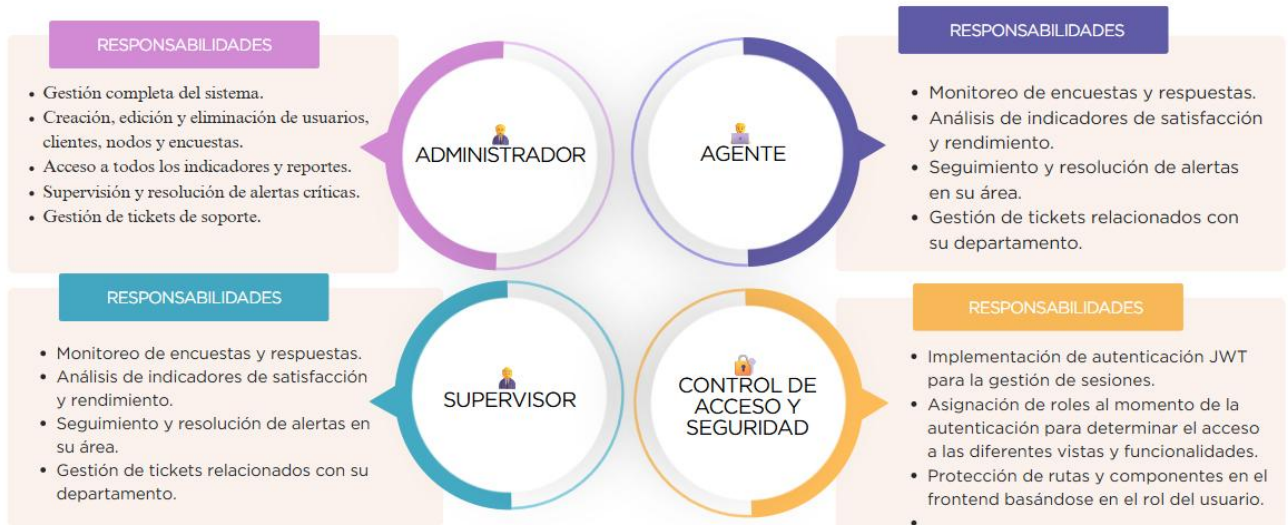 RESPONSABILIDADES
• Gestión completa del sistema.
• Creación, edición y eliminación de usuarios,
clientes, nodos y encuestas.
• Acceso a todos los indicadores y reportes.
• Supervisión y resolución de alertas críticas.
• Gestión de tickets de soporte.
ADMINISTRADOR
AGENTE
RESPONSABILIDADES
• Monitoreo de encuestas y respuestas.
• Análisis de indicadores de satisfacción
y rendimiento.
• Seguimiento y resolución de alertas
en su área.
• Gestión de tickets relacionados con
su departamento.
RESPONSABILIDADES
• Monitoreo de encuestas y respuestas.
• Análisis de indicadores de satisfacción
y rendimiento.
• Seguimiento y resolución de alertas en
su área.
• Gestión de tickets relacionados con su
departamento.
SUPERVISOR
CONTROL DE
ACCESO Y
SEGURIDAD
RESPONSABILIDADES
• Implementación de autenticación JWT
para la gestión de sesiones.
• Asignación de roles al momento de la
autenticación para determinar el acceso
a las diferentes vistas y funcionalidades.
• Protección de rutas y componentes en el
frontend basándose en el rol del usuario.
•